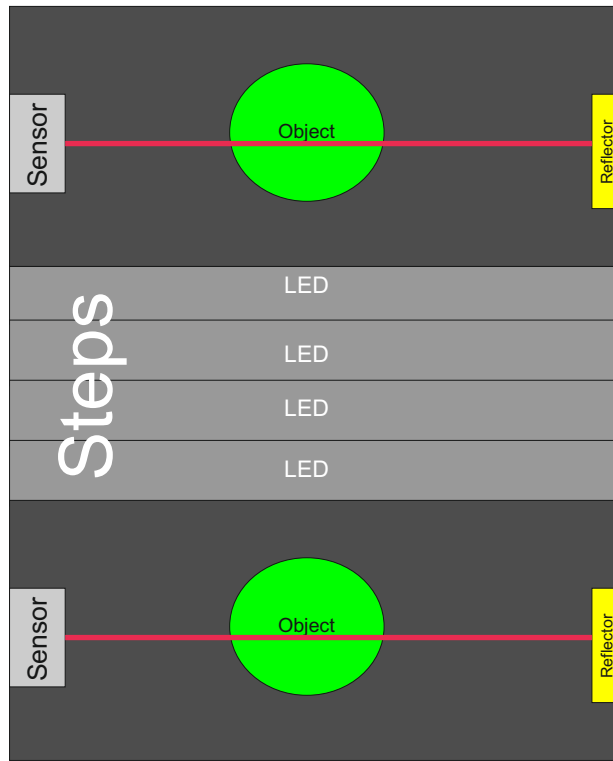 Sensor
Object
Reflector
Steps
LED
LED
LED
LED
Sensor
Object
Reflector